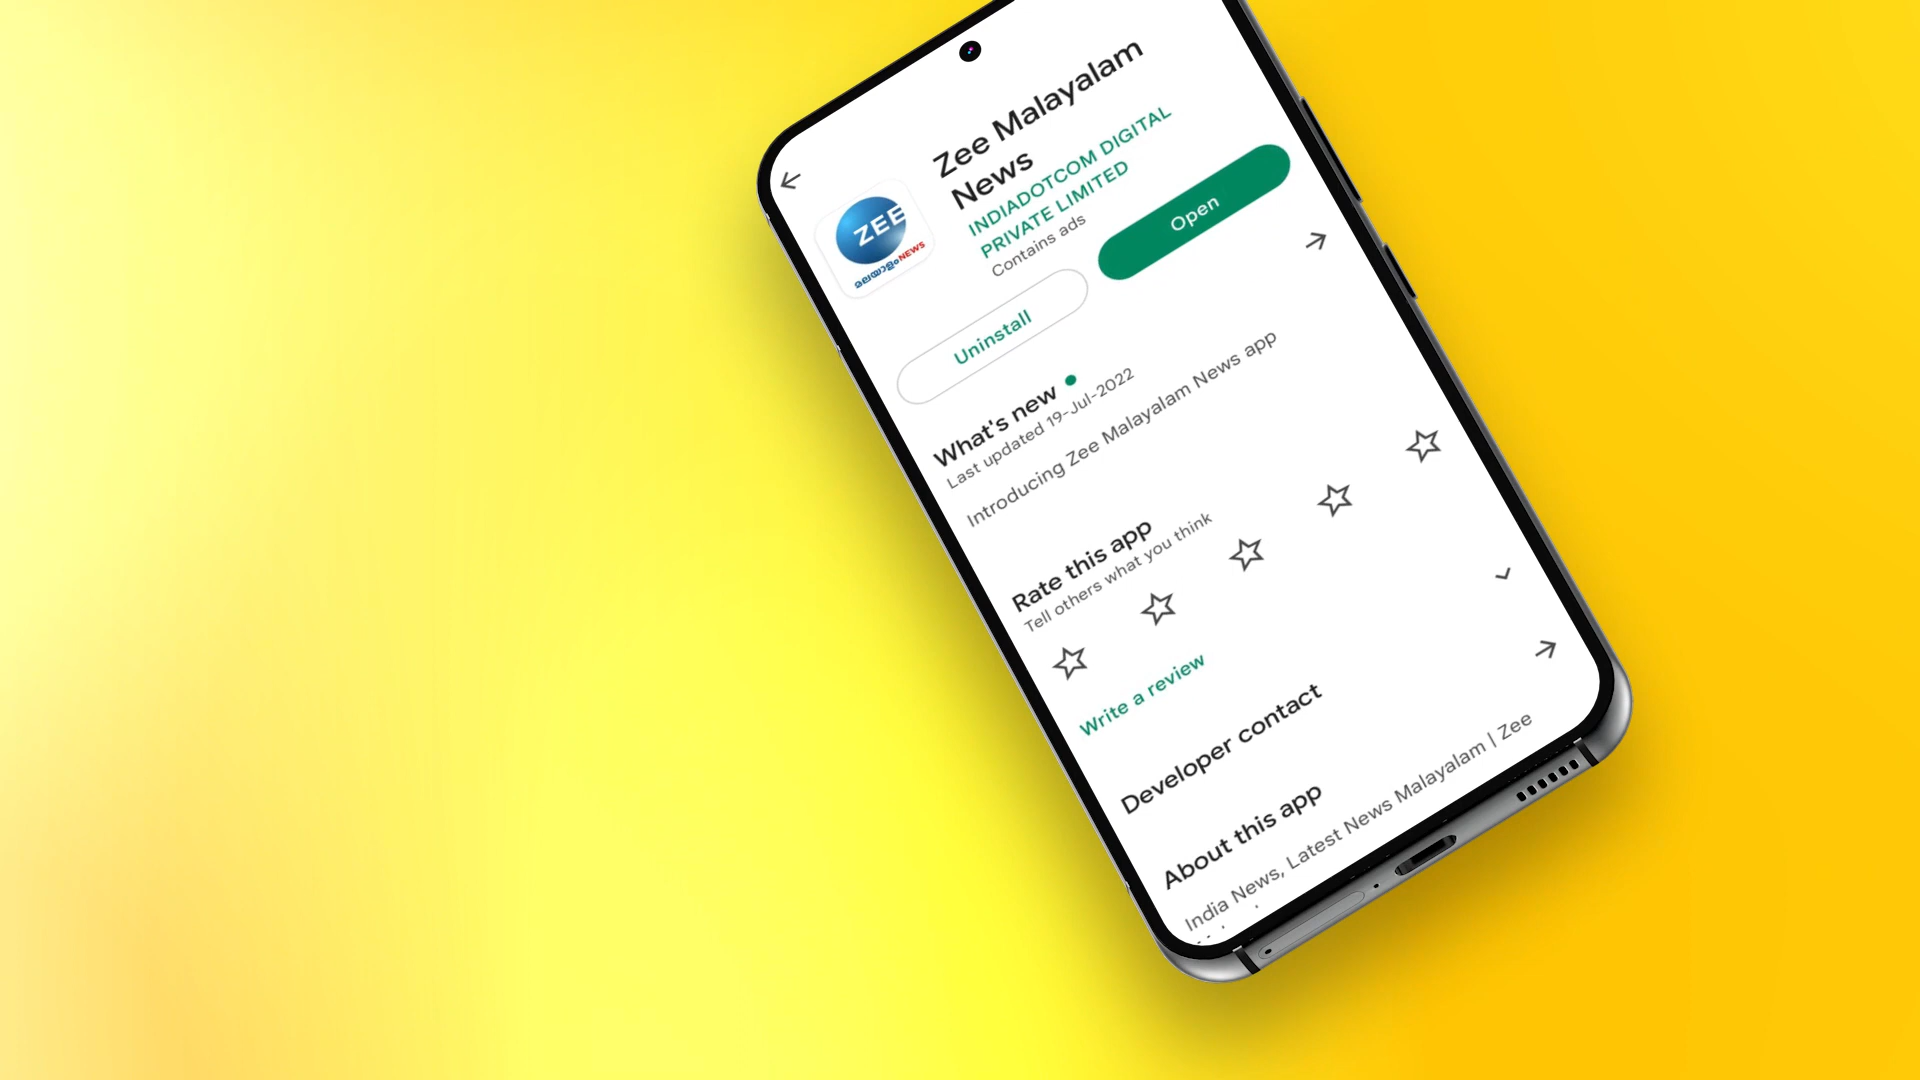 Zee Malayalam
News
INDIADOTCOM DIGITAL
PRIVATE LIMITED
Contains ads
ZEE
മലയാളം NEWS
Uninstall
Open
What's new
Last updated 19-Jul-2022
Introducing Zee Malayalam News app
Rate this app
Tell others what you think
Write a review
Developer contact
About this app
India News, Latest News Malayalam | Zee